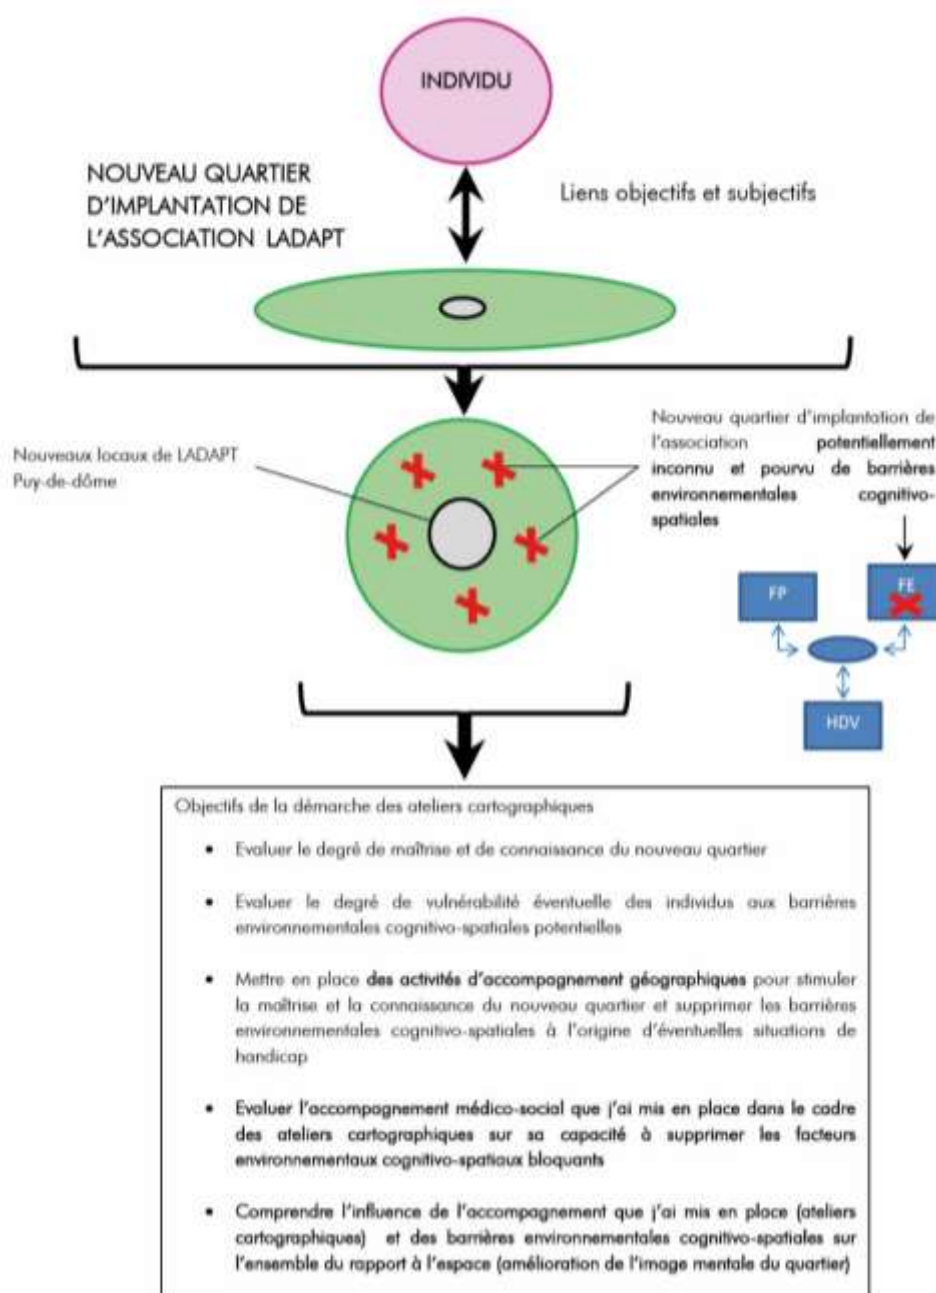 INDIVIDU
NOUVEAU QUARTIER
D'IMPLANTATION DE
L'ASSOCIATION LADAPT
Liens objectifs et subjectifs
Nouveaux locaux de LADAPT
Puy-de-dôme
Nouveau quartier d'implantation de
l'association potentiellement
inconnu et pourvu de barrières
environnementales cognitivo-
spatiales
FP
FE
HDV
Objectifs de la démarche des ateliers cartographiques
• Evaluer le degré de maîtrise et de connaissance du nouveau quartier
• Evaluer le degré de vulnérabilité éventuelle des individus aux barrières
environnementales cognitivo-spatiales potentielles
• Mettre en place des activités d'accompagnement géographiques pour stimuler
la maîtrise et la connaissance du nouveau quartier et supprimer les barrières
environnementales cognitivo-spatiales à l'origine d'éventuelles situations de
handicap
• Evaluer l'accompagnement médico-social que j'ai mis en place dans le cadre
des ateliers cartographiques sur sa capacité à supprimer les facteurs
environnementaux cognitivo-spatiaux bloquants
• Comprendre l'influence de l'accompagnement que j'ai mis en place (ateliers
cartographiques) et des barrières environnementales cognitivo-spatiales sur
l'ensemble du rapport à l'espace (amélioration de l'image mentale du quartier)